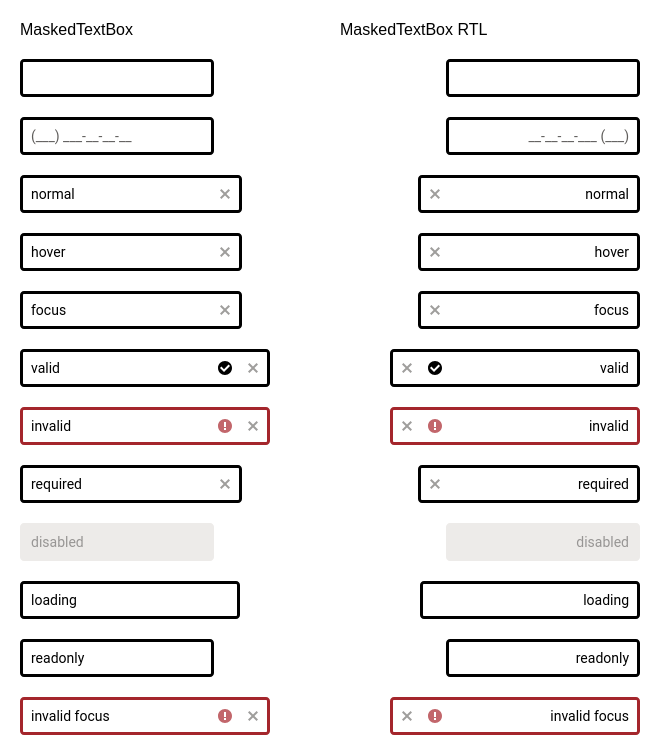 MaskedTextBox
MaskedTextBox RTL
(___) ___-__-__-__
__-__-__-___ (___)
normal
normal
hover
hover
focus
focus
valid
valid
invalid
invalid
required
required
disabled
disabled
loading
loading
readonly
readonly
invalid focus
invalid focus